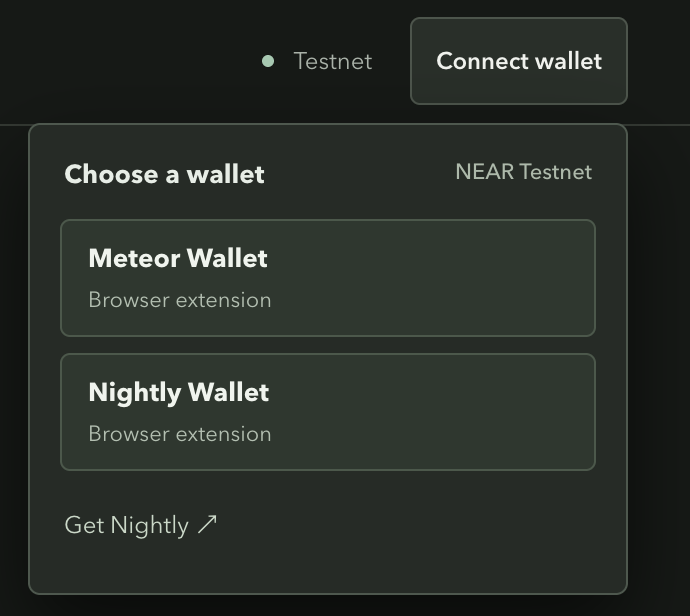 Testnet
Connect wallet
Choose a wallet
NEAR Testnet
Meteor Wallet
Browser extension
Nightly Wallet
Browser extension
Get Nightly ↗